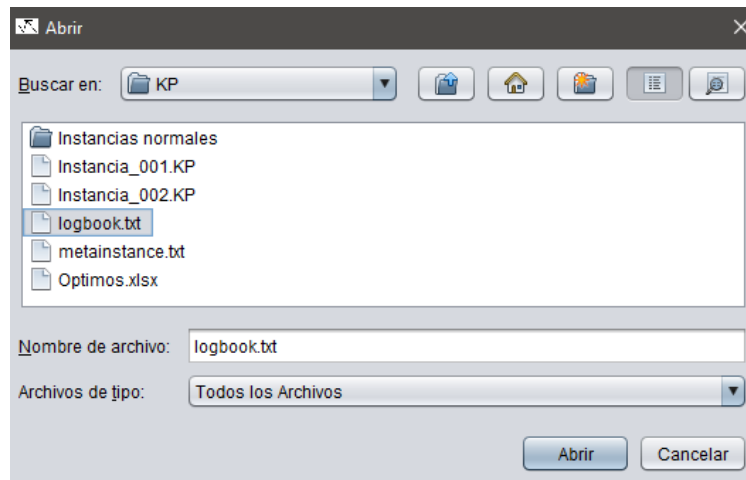 Abrir
Buscar en: KP
Instancias normales
Instancia_001.KP
Instancia_002.KP
logbook.txt
metainstance.txt
Optimos.xlsx
Nombre de archivo: logbook.txt
Archivos de tipo: Todos los Archivos
Abrir Cancelar